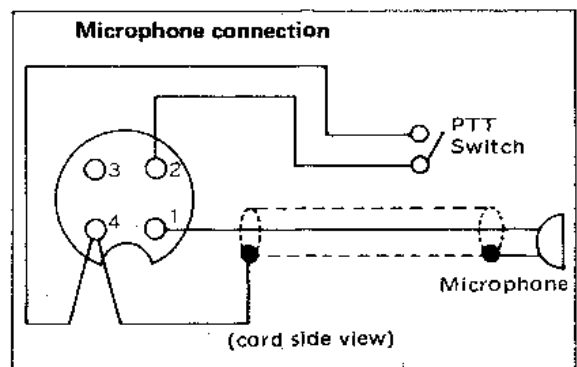 Microphone connection
PTT
Switch
3
2
4
1
Microphone
(cord side view)